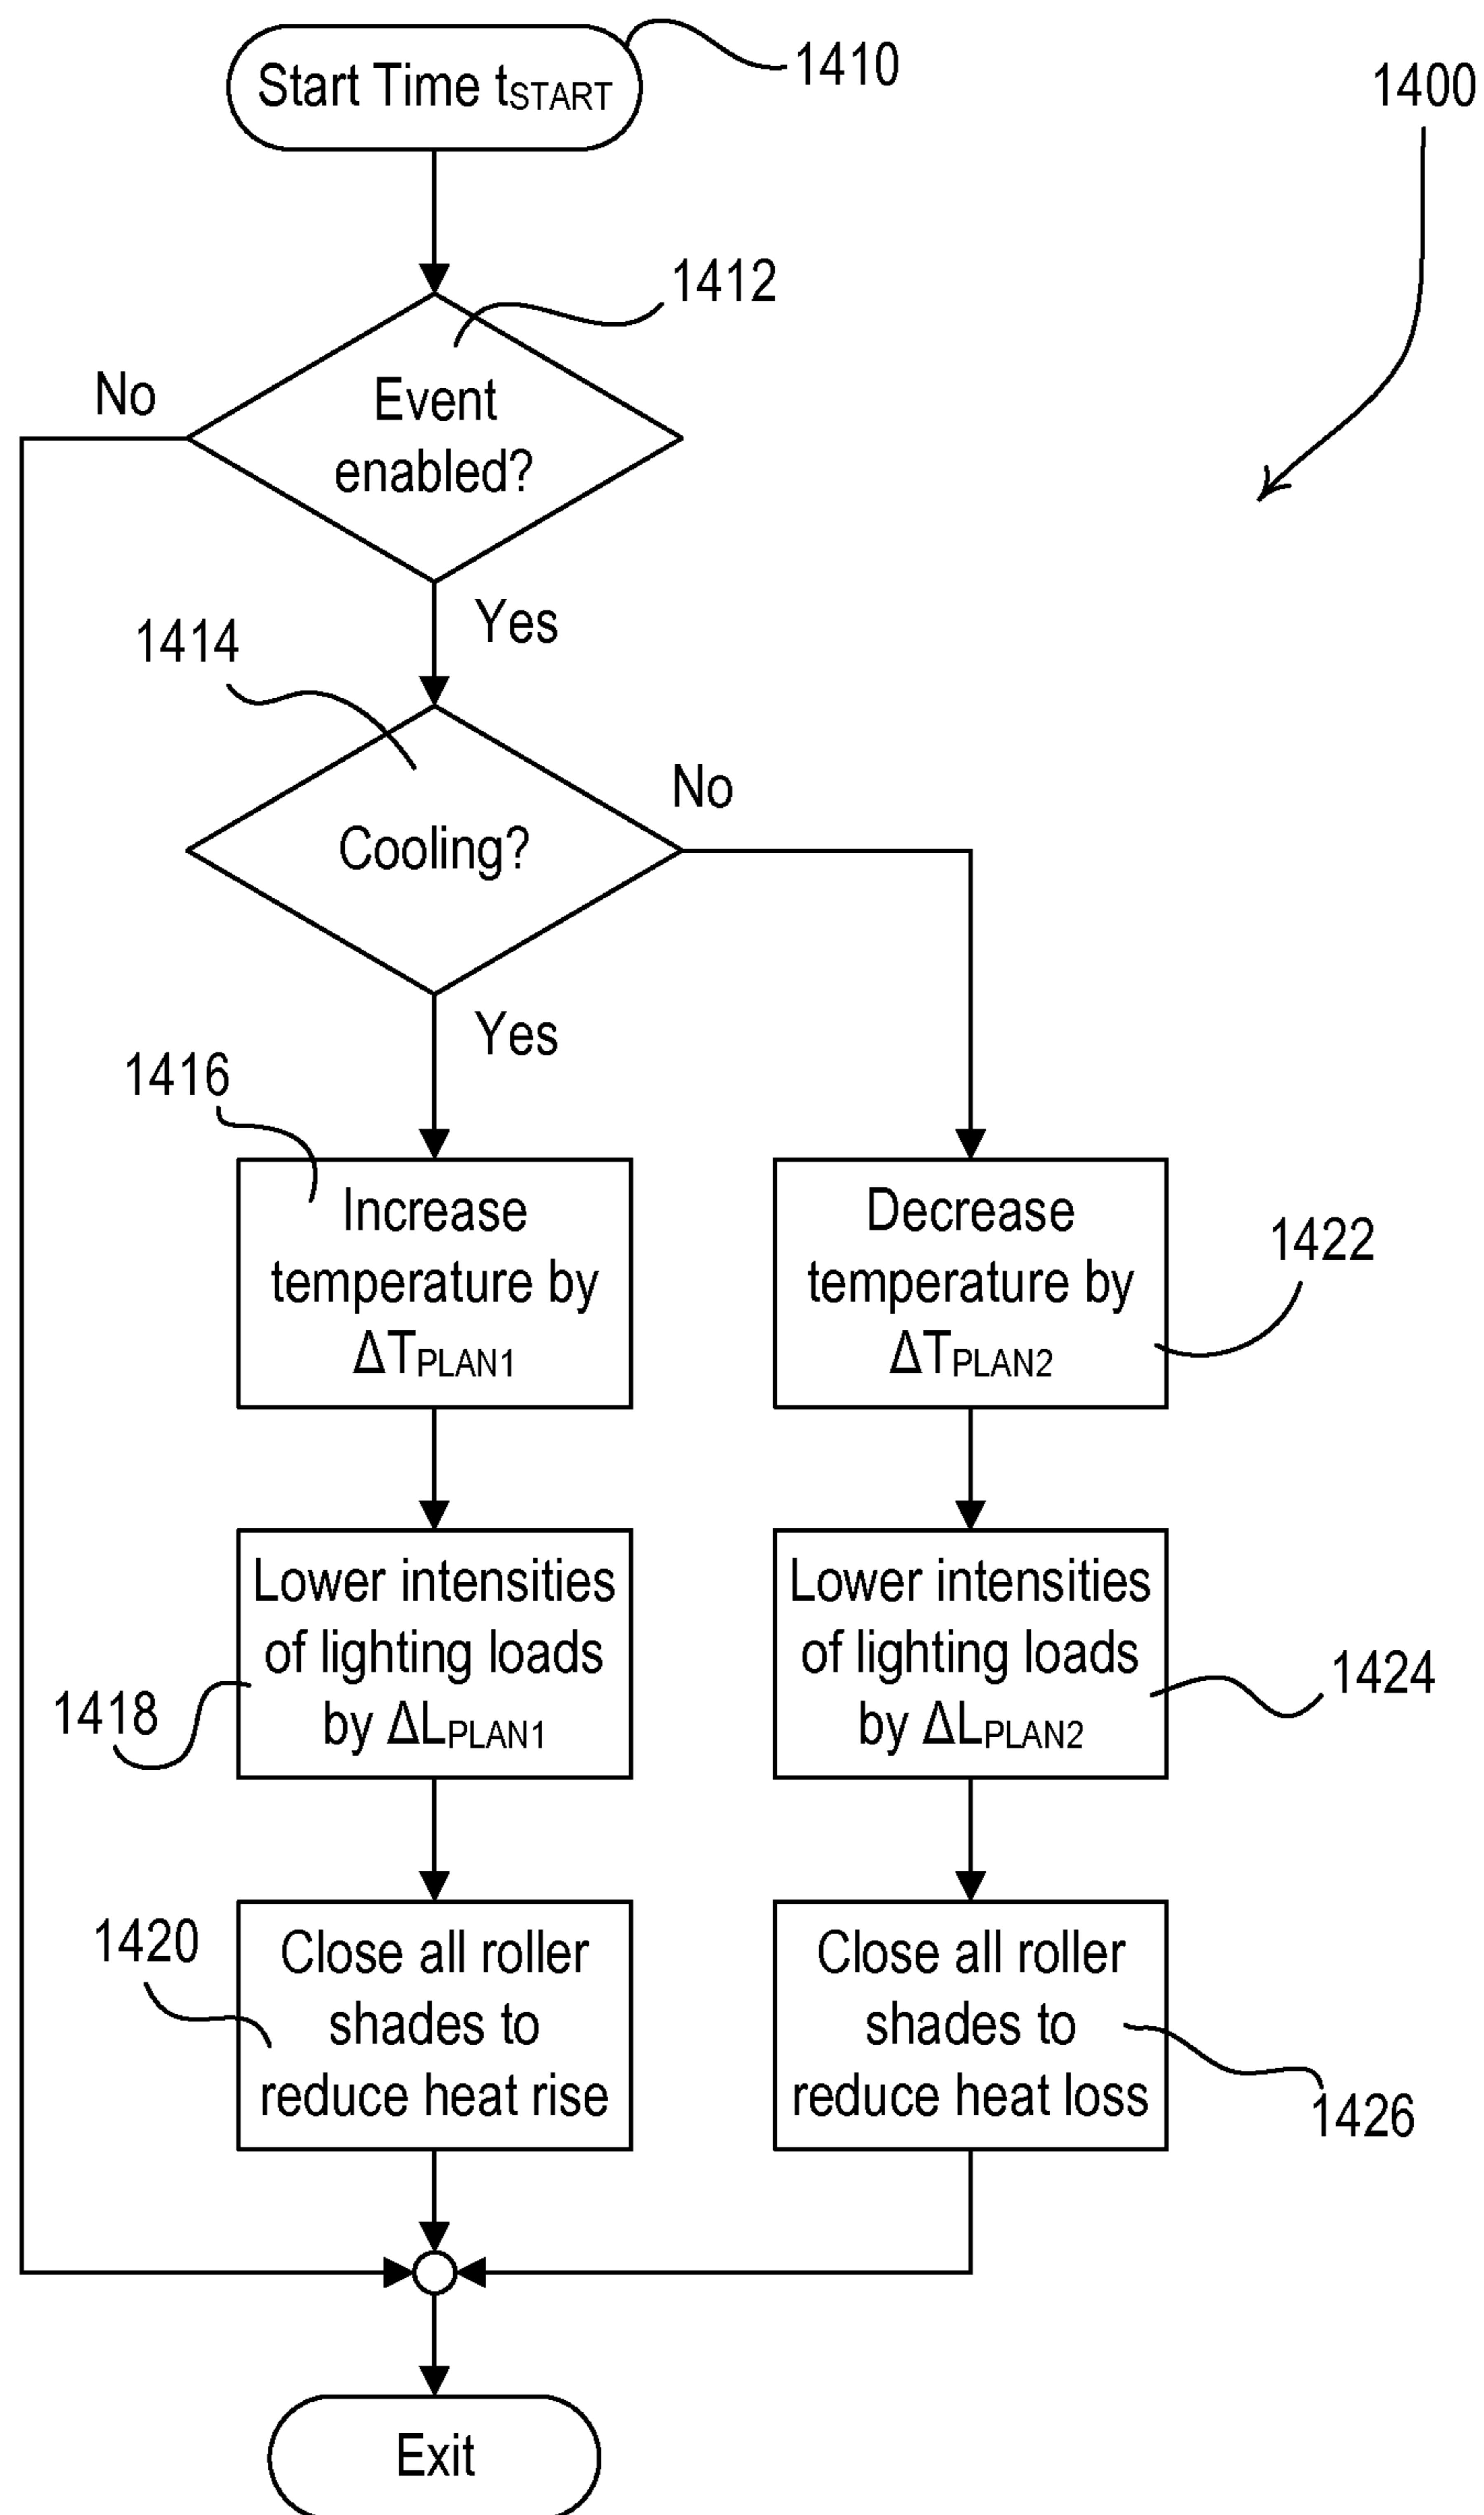 Start Time tSTART
1410
1400
1412
No
Event
enabled?
Yes
1414
No
Cooling?
Yes
1416
Increase
temperature by
ΔTPLAN1
Decrease
temperature by
ΔTPLAN2
1422
Lower intensities
of lighting loads
by ΔLPLAN1
1418
Lower intensities
of lighting loads
by ΔLPLAN2
1424
1420
Close all roller
shades to
reduce heat rise
Close all roller
shades to
reduce heat loss
1426
Exit